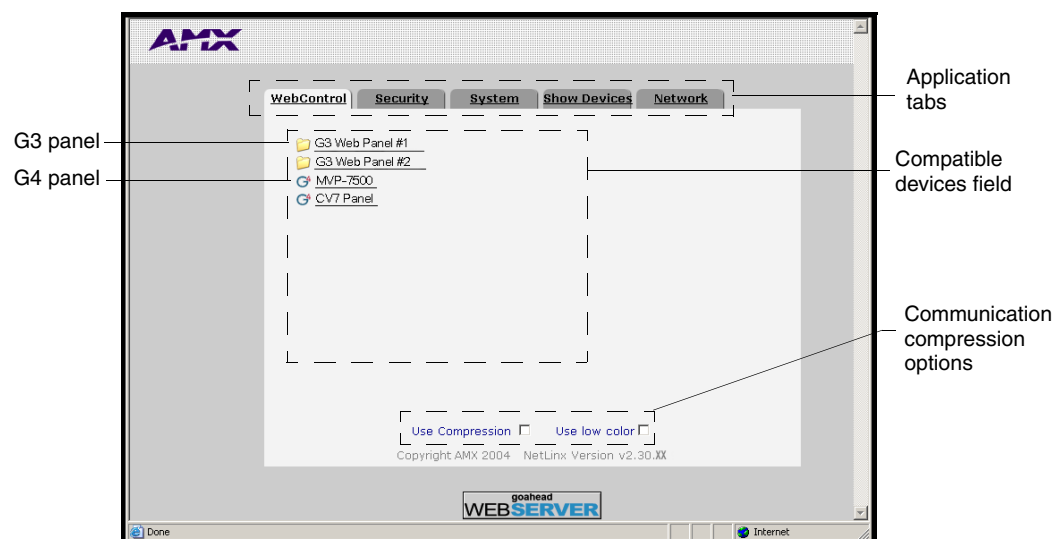 AMX
WebControl Security System Show Devices Network
Application
tabs
G3 panel
G3 Web Panel #1
G3 Web Panel #2
Compatible
devices field
G4 panel
MVP-7500
CV7 Panel
Communication
compression
options
Use Compression Use low color
Copyright AMX 2004 NetLinx Version v2.30.XX
goahead
WEBSERVER
Done Internet